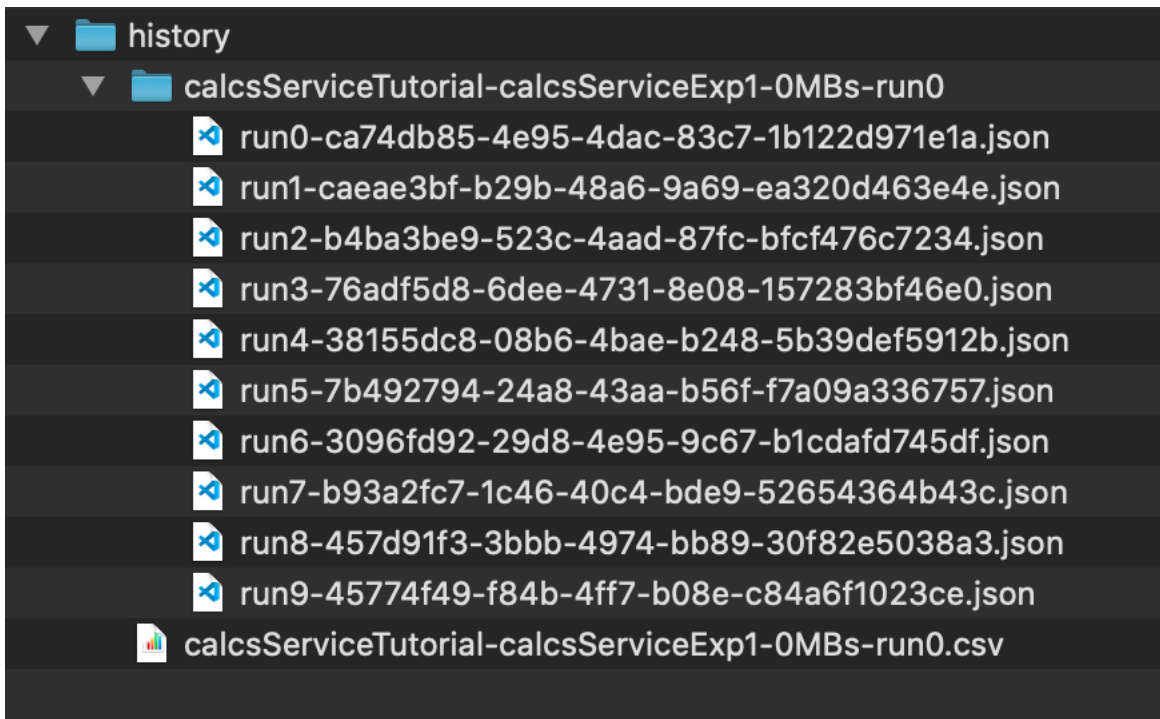 history
calcsServiceTutorial-calcsServiceExp1-0MBs-run0
run0-ca74db85-4e95-4dac-83c7-1b122d971e1a.json
run1-caeae3bf-b29b-48a6-9a69-ea320d463e4e.json
run2-b4ba3be9-523c-4aad-87fc-bfcf476c7234.json
run3-76adf5d8-6dee-4731-8e08-157283bf46e0.json
run4-38155dc8-08b6-4bae-b248-5b39def5912b.json
run5-7b492794-24a8-43aa-b56f-f7a09a336757.json
run6-3096fd92-29d8-4e95-9c67-b1cdafd745df.json
run7-b93a2fc7-1c46-40c4-bde9-52654364b43c.json
run8-457d91f3-3bbb-4974-bb89-30f82e5038a3.json
run9-45774f49-f84b-4ff7-b08e-c84a6f1023ce.json
calcsServiceTutorial-calcsServiceExp1-0MBs-run0.csv